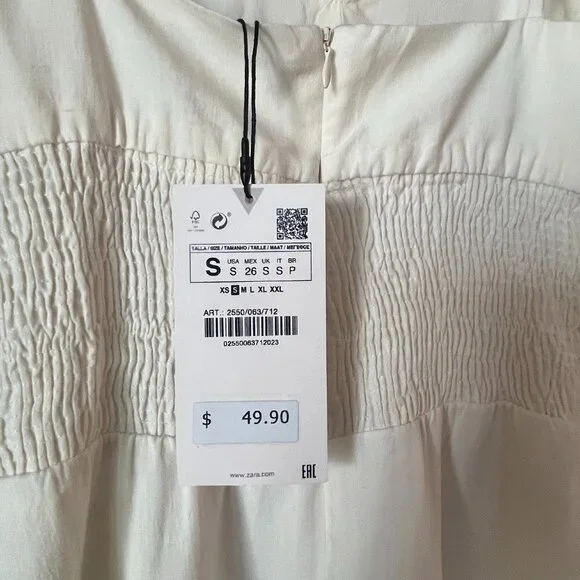 FSC
TALLA / SIZE / TAMANHO / TAILLE / MAAT /
S
USA MEX UK IT BR
S 26 S S P
XS S M L XL XXL
ART.: 2550/063/712
02550063712023
$ 49.90
www.zara.com
EAC